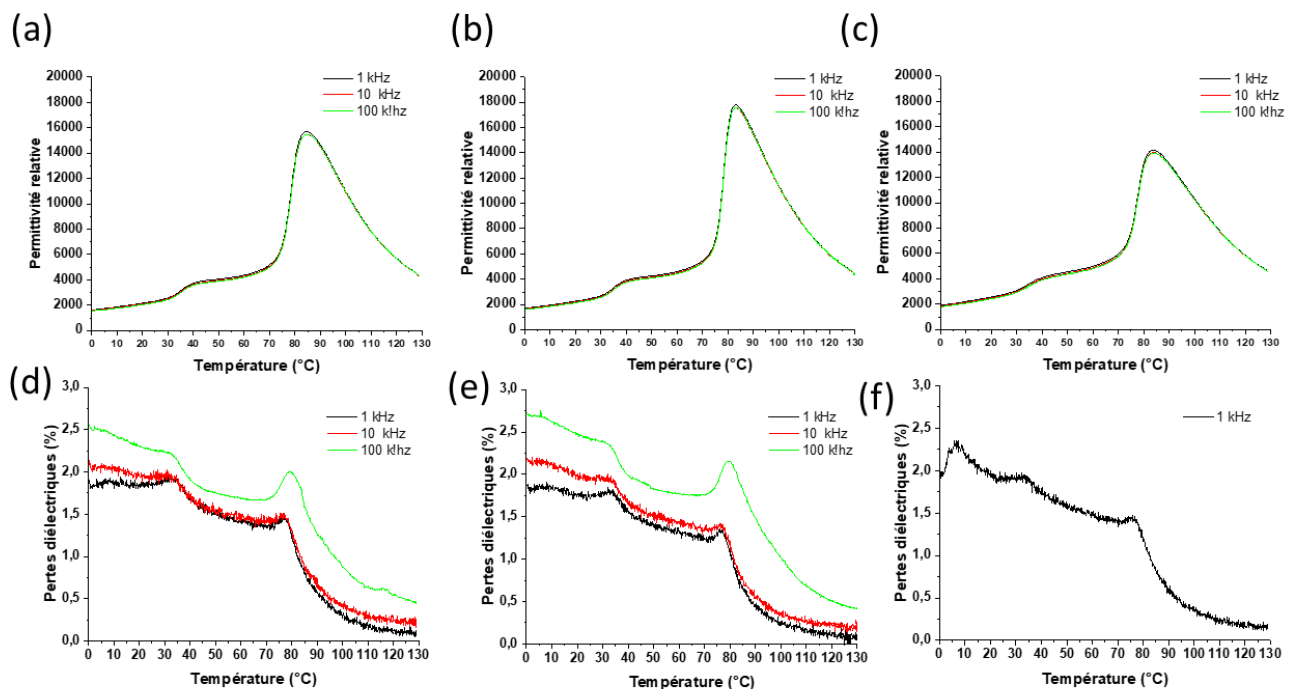 (a)
20000
18000
16000
14000
12000
10000
8000
6000
4000
2000
0
Permittivité relative
1 kHz
10 kHz
100 k!hz
0 10 20 30 40 50 60 70 80 90 100 110 120 130
Température (°C)
(b)
20000
18000
16000
14000
12000
10000
8000
6000
4000
2000
0
Permittivité relative
1 kHz
10 kHz
100 k!hz
0 10 20 30 40 50 60 70 80 90 100 110 120 130
Température (°C)
(c)
20000
18000
16000
14000
12000
10000
8000
6000
4000
2000
0
Permittivité relative
1 kHz
10 kHz
100 k!hz
0 10 20 30 40 50 60 70 80 90 100 110 120 130
Température (°C)
(d)
3,0
2,5
2,0
1,5
1,0
0,5
0,0
Pertes diélectriques (%)
1 kHz
10 kHz
100 k!hz
0 10 20 30 40 50 60 70 80 90 100 110 120 130
Température (°C)
(e)
3,0
2,5
2,0
1,5
1,0
0,5
0,0
Pertes diélectriques (%)
1 kHz
10 kHz
100 k!hz
0 10 20 30 40 50 60 70 80 90 100 110 120 130
Température (°C)
(f)
3,0
2,5
2,0
1,5
1,0
0,5
0,0
Pertes diélectriques (%)
1 kHz
0 10 20 30 40 50 60 70 80 90 100 110 120 130
Température (°C)